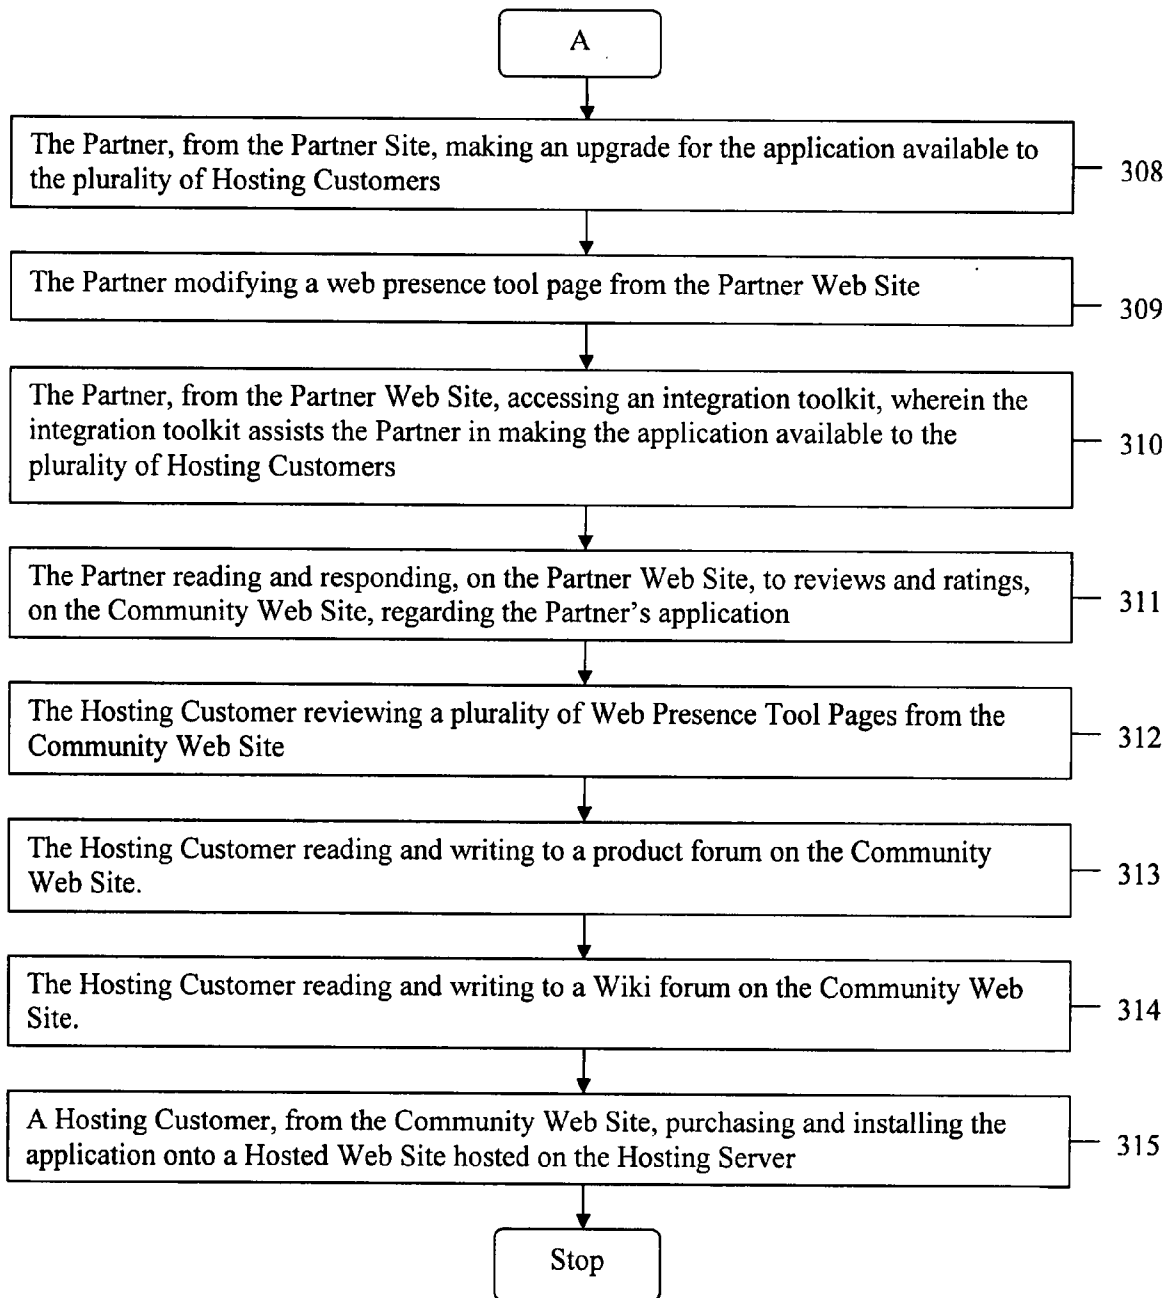 A
The Partner, from the Partner Site, making an upgrade for the application available to
the plurality of Hosting Customers
308
The Partner modifying a web presence tool page from the Partner Web Site
309
The Partner, from the Partner Web Site, accessing an integration toolkit, wherein the
integration toolkit assists the Partner in making the application available to the
plurality of Hosting Customers
310
The Partner reading and responding, on the Partner Web Site, to reviews and ratings,
on the Community Web Site, regarding the Partner's application
311
The Hosting Customer reviewing a plurality of Web Presence Tool Pages from the
Community Web Site
312
The Hosting Customer reading and writing to a product forum on the Community
Web Site.
313
The Hosting Customer reading and writing to a Wiki forum on the Community Web
Site.
314
A Hosting Customer, from the Community Web Site, purchasing and installing the
application onto a Hosted Web Site hosted on the Hosting Server
315
Stop